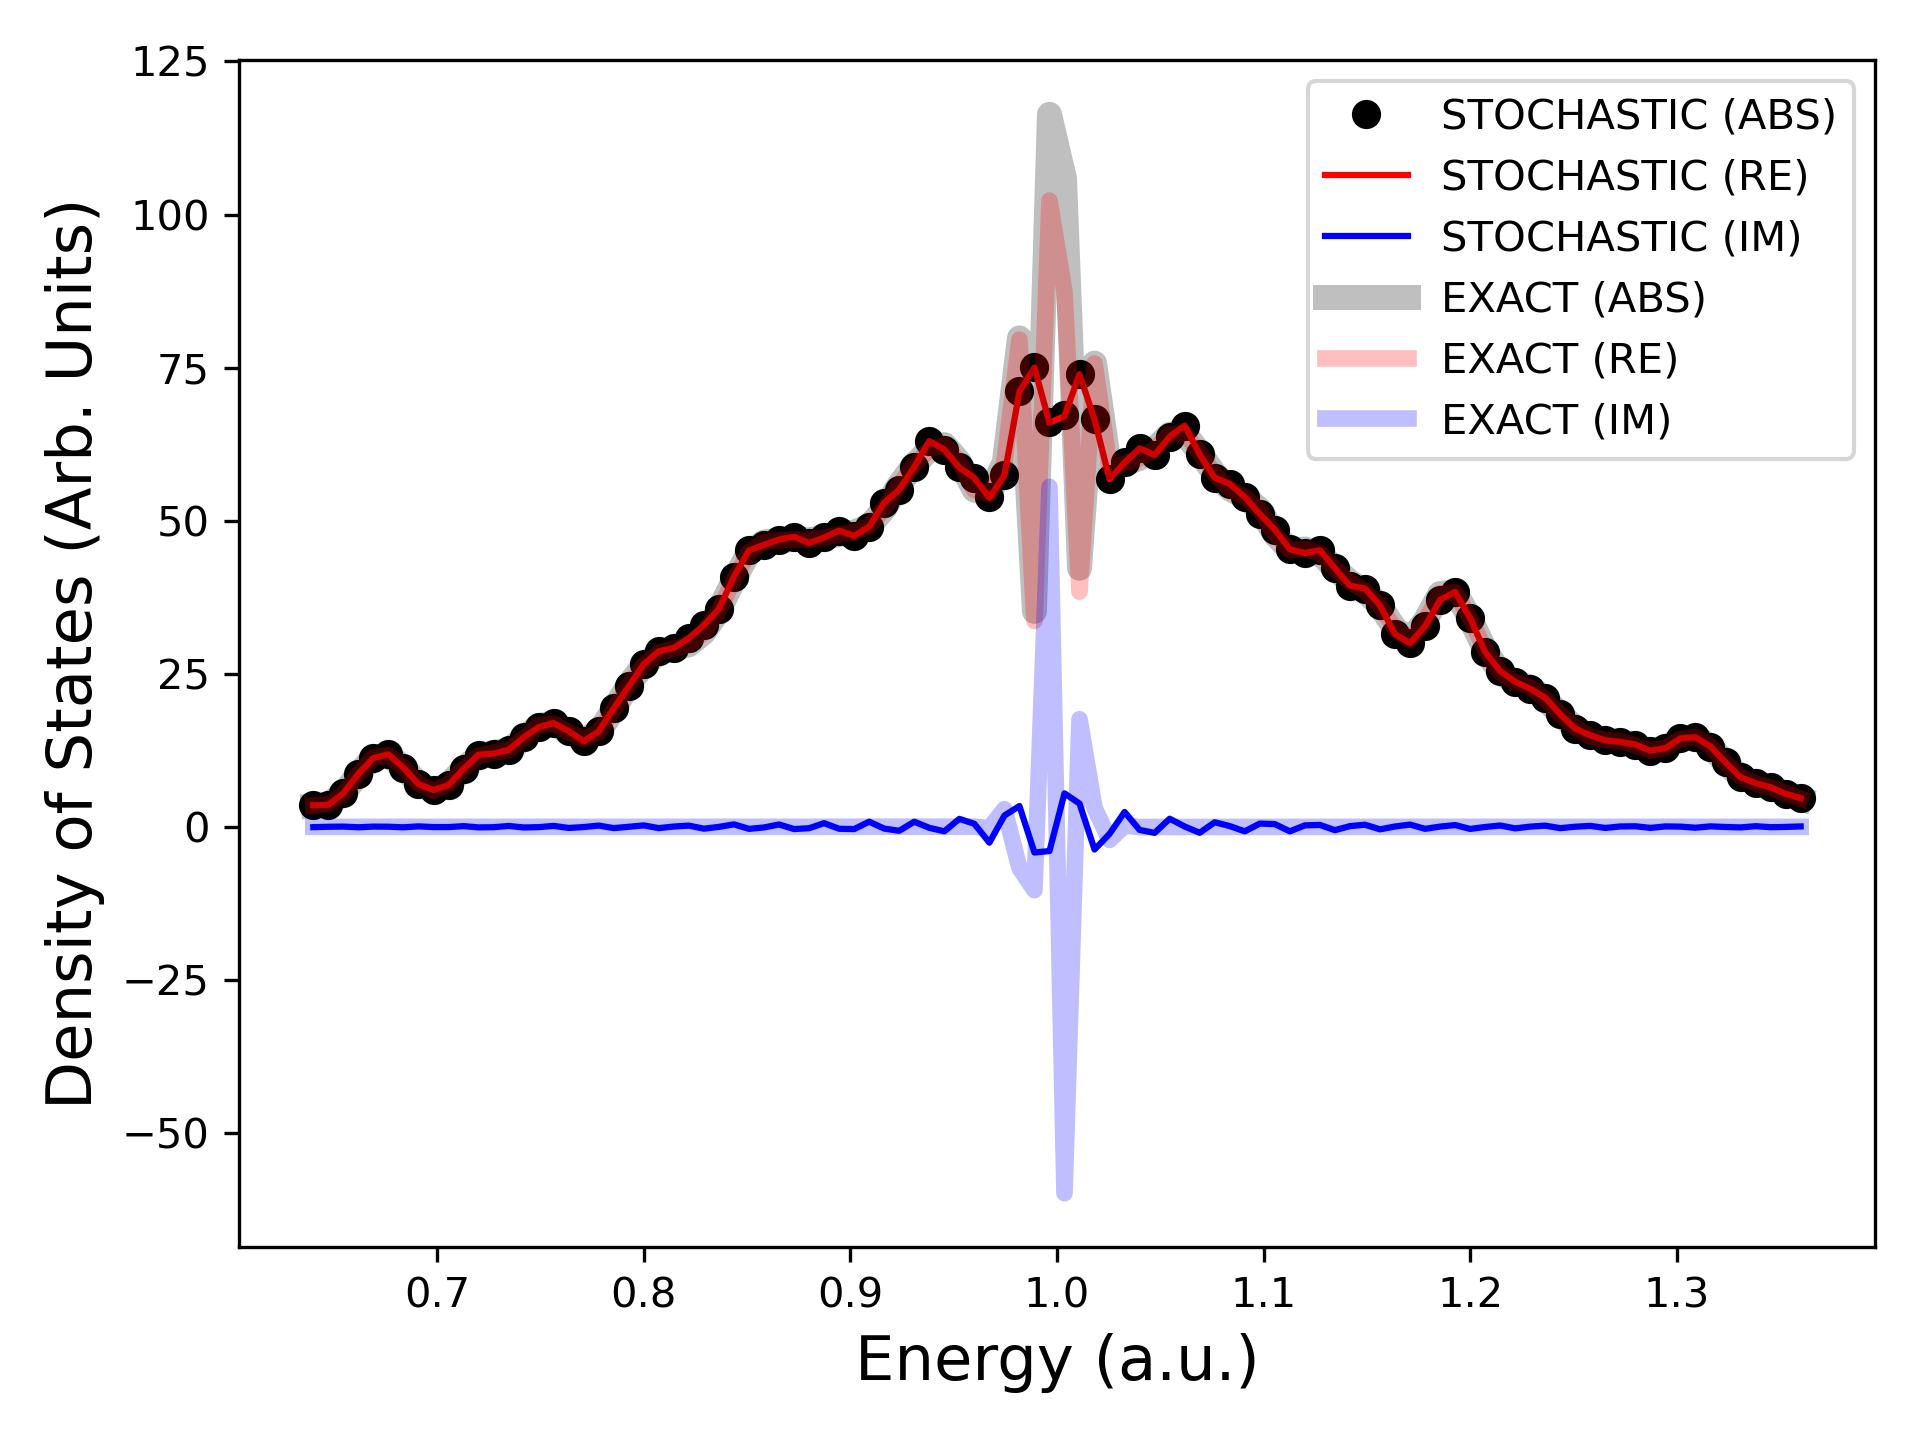 125
100
75
50
25
0
−25
−50
Density of States (Arb. Units)
STOCHASTIC (ABS)
STOCHASTIC (RE)
STOCHASTIC (IM)
EXACT (ABS)
EXACT (RE)
EXACT (IM)
0.7 0.8 0.9 1.0 1.1 1.2 1.3
Energy (a.u.)